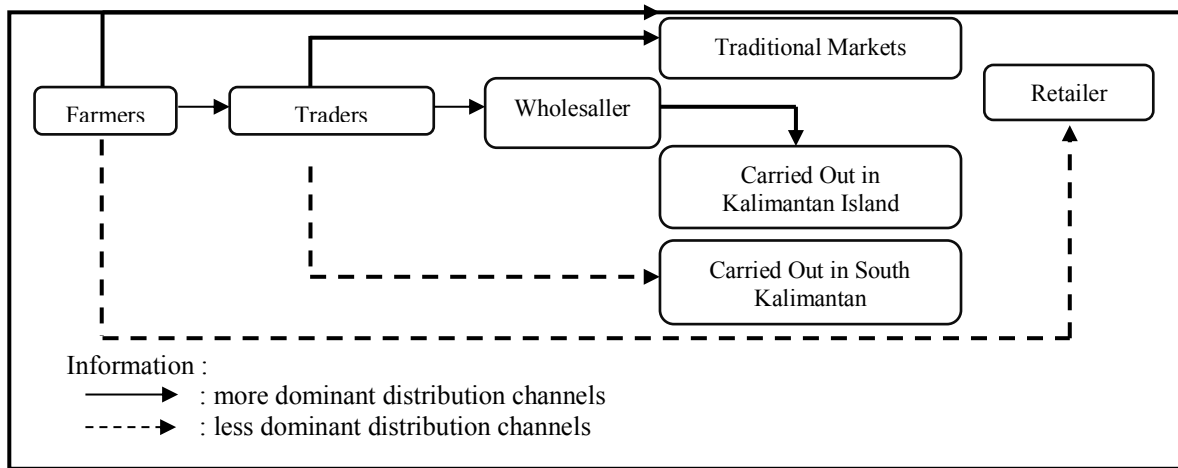 Traditional Markets
Farmers
Traders
Wholesaller
Retailer
Carried Out in
Kalimantan Island
Carried Out in South
Kalimantan
Information :
: more dominant distribution channels
: less dominant distribution channels